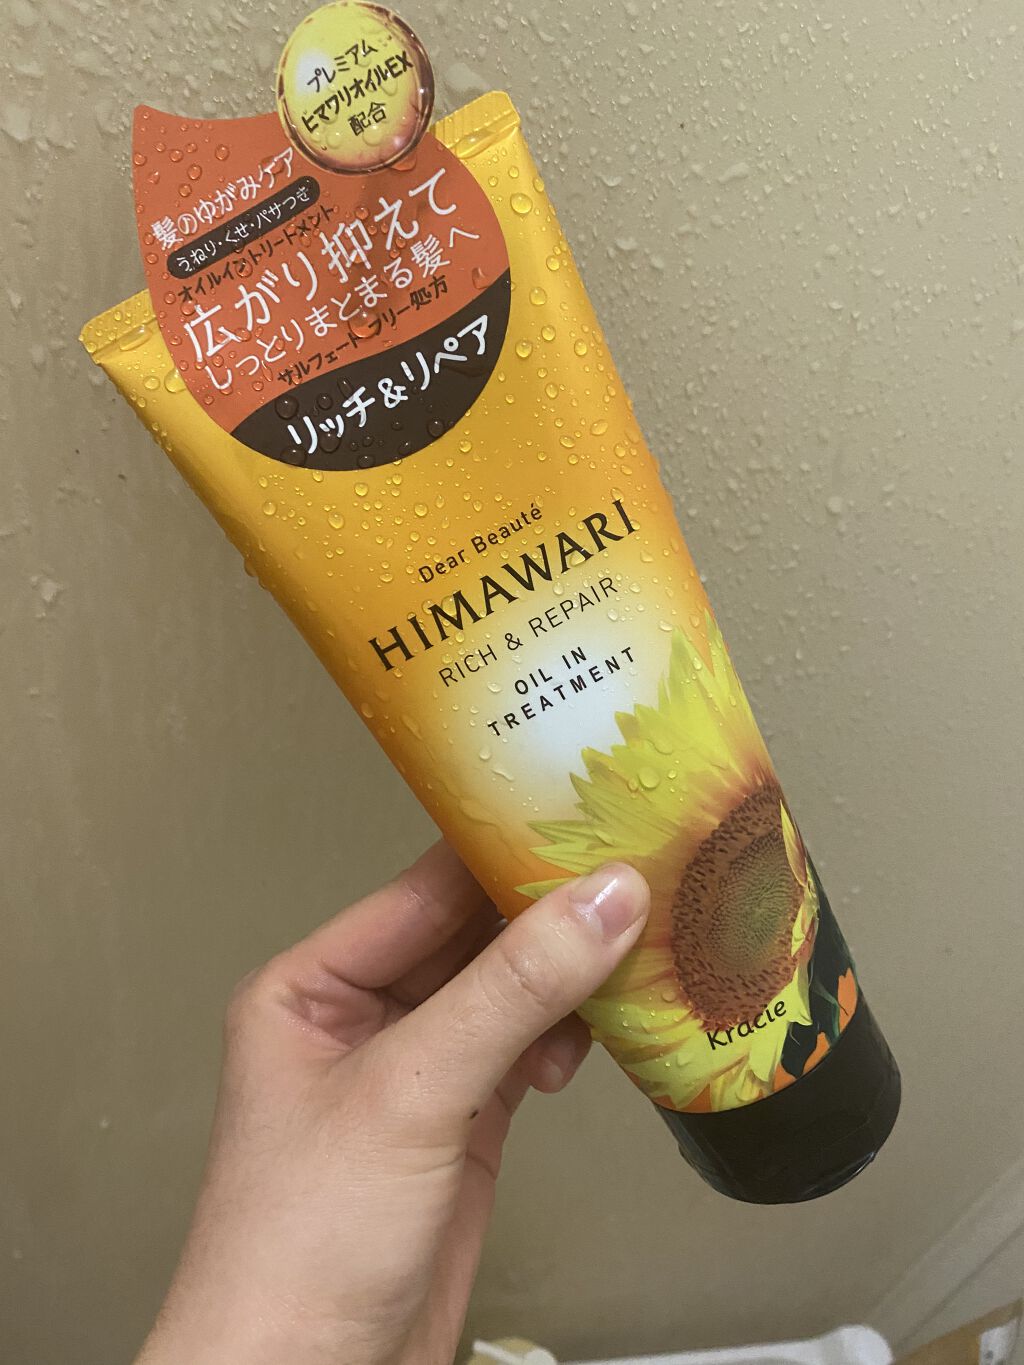 プレミアム
ヒマワリオイルEX
配合
髪のゆがみケア
うねり・くせ・パサつき
オイルイントリートメント
広がり抑えて
しっとりまとまる髪へ
サルフェートフリー処方
リッチ&リペア
Dear Beauté
HIMAWARI
RICH & REPAIR
OIL IN
TREATMENT
Kracie